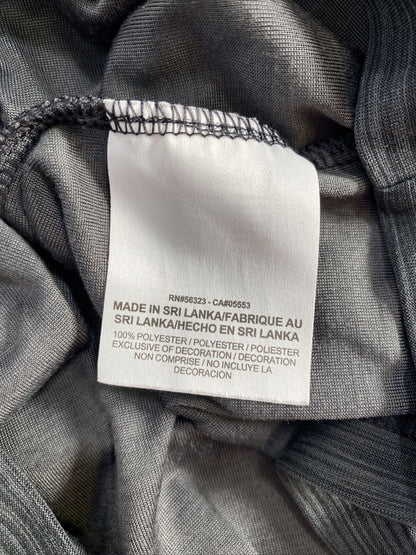 RN#56323 - CA#05553
MADE IN SRI LANKA/FABRIQUE AU
SRI LANKA/HECHO EN SRI LANKA
100% POLYESTER / POLYESTER / POLIESTER
EXCLUSIVE OF DECORATION / DECORATION
NON COMPRISE / NO INCLUYE LA
DECORACION